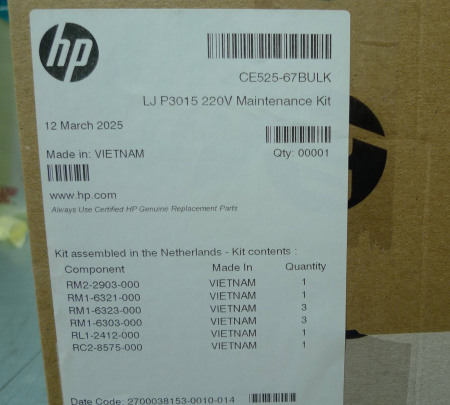 hp
CE525-67BULK
LJ P3015 220V Maintenance Kit
12 March 2025
Made in: VIETNAM
Qty: 00001
www.hp.com
Always Use Certified HP Genuine Replacement Parts
Kit assembled in the Netherlands - Kit contents :
Component Made In Quantity
RM2-2903-000 VIETNAM 1
RM1-6321-000 VIETNAM 1
RM1-6323-000 VIETNAM 3
RM1-6303-000 VIETNAM 3
RL1-2412-000 VIETNAM 1
RC2-8575-000 VIETNAM 1
Date Code: 2700038153-0010-014